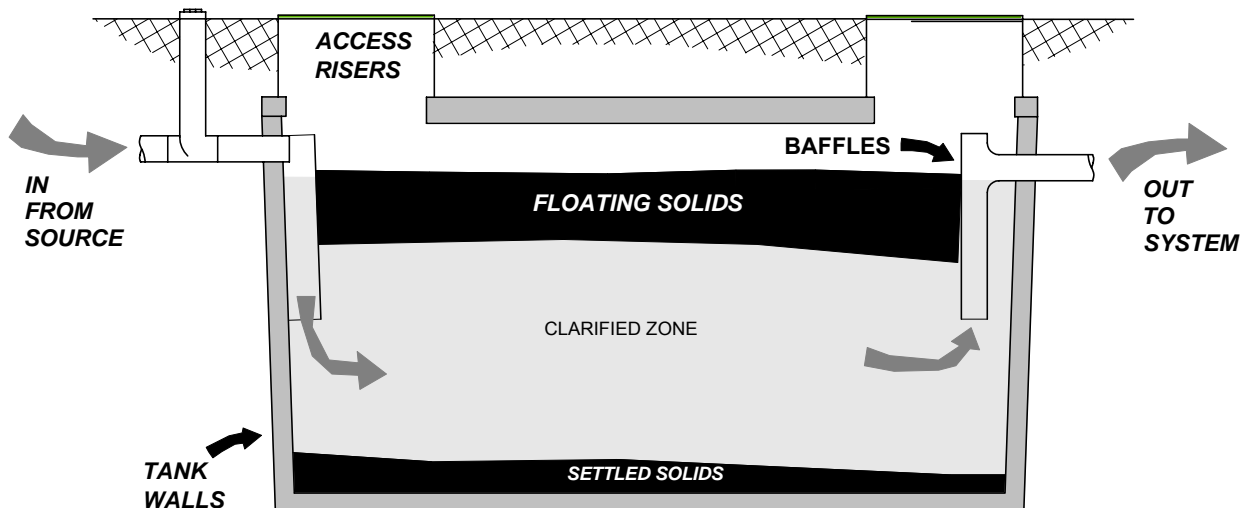 ACCESS
RISERS
BAFFLES
IN
FROM
SOURCE
FLOATING SOLIDS
OUT
TO
SYSTEM
CLARIFIED ZONE
TANK
WALLS
SETTLED SOLIDS